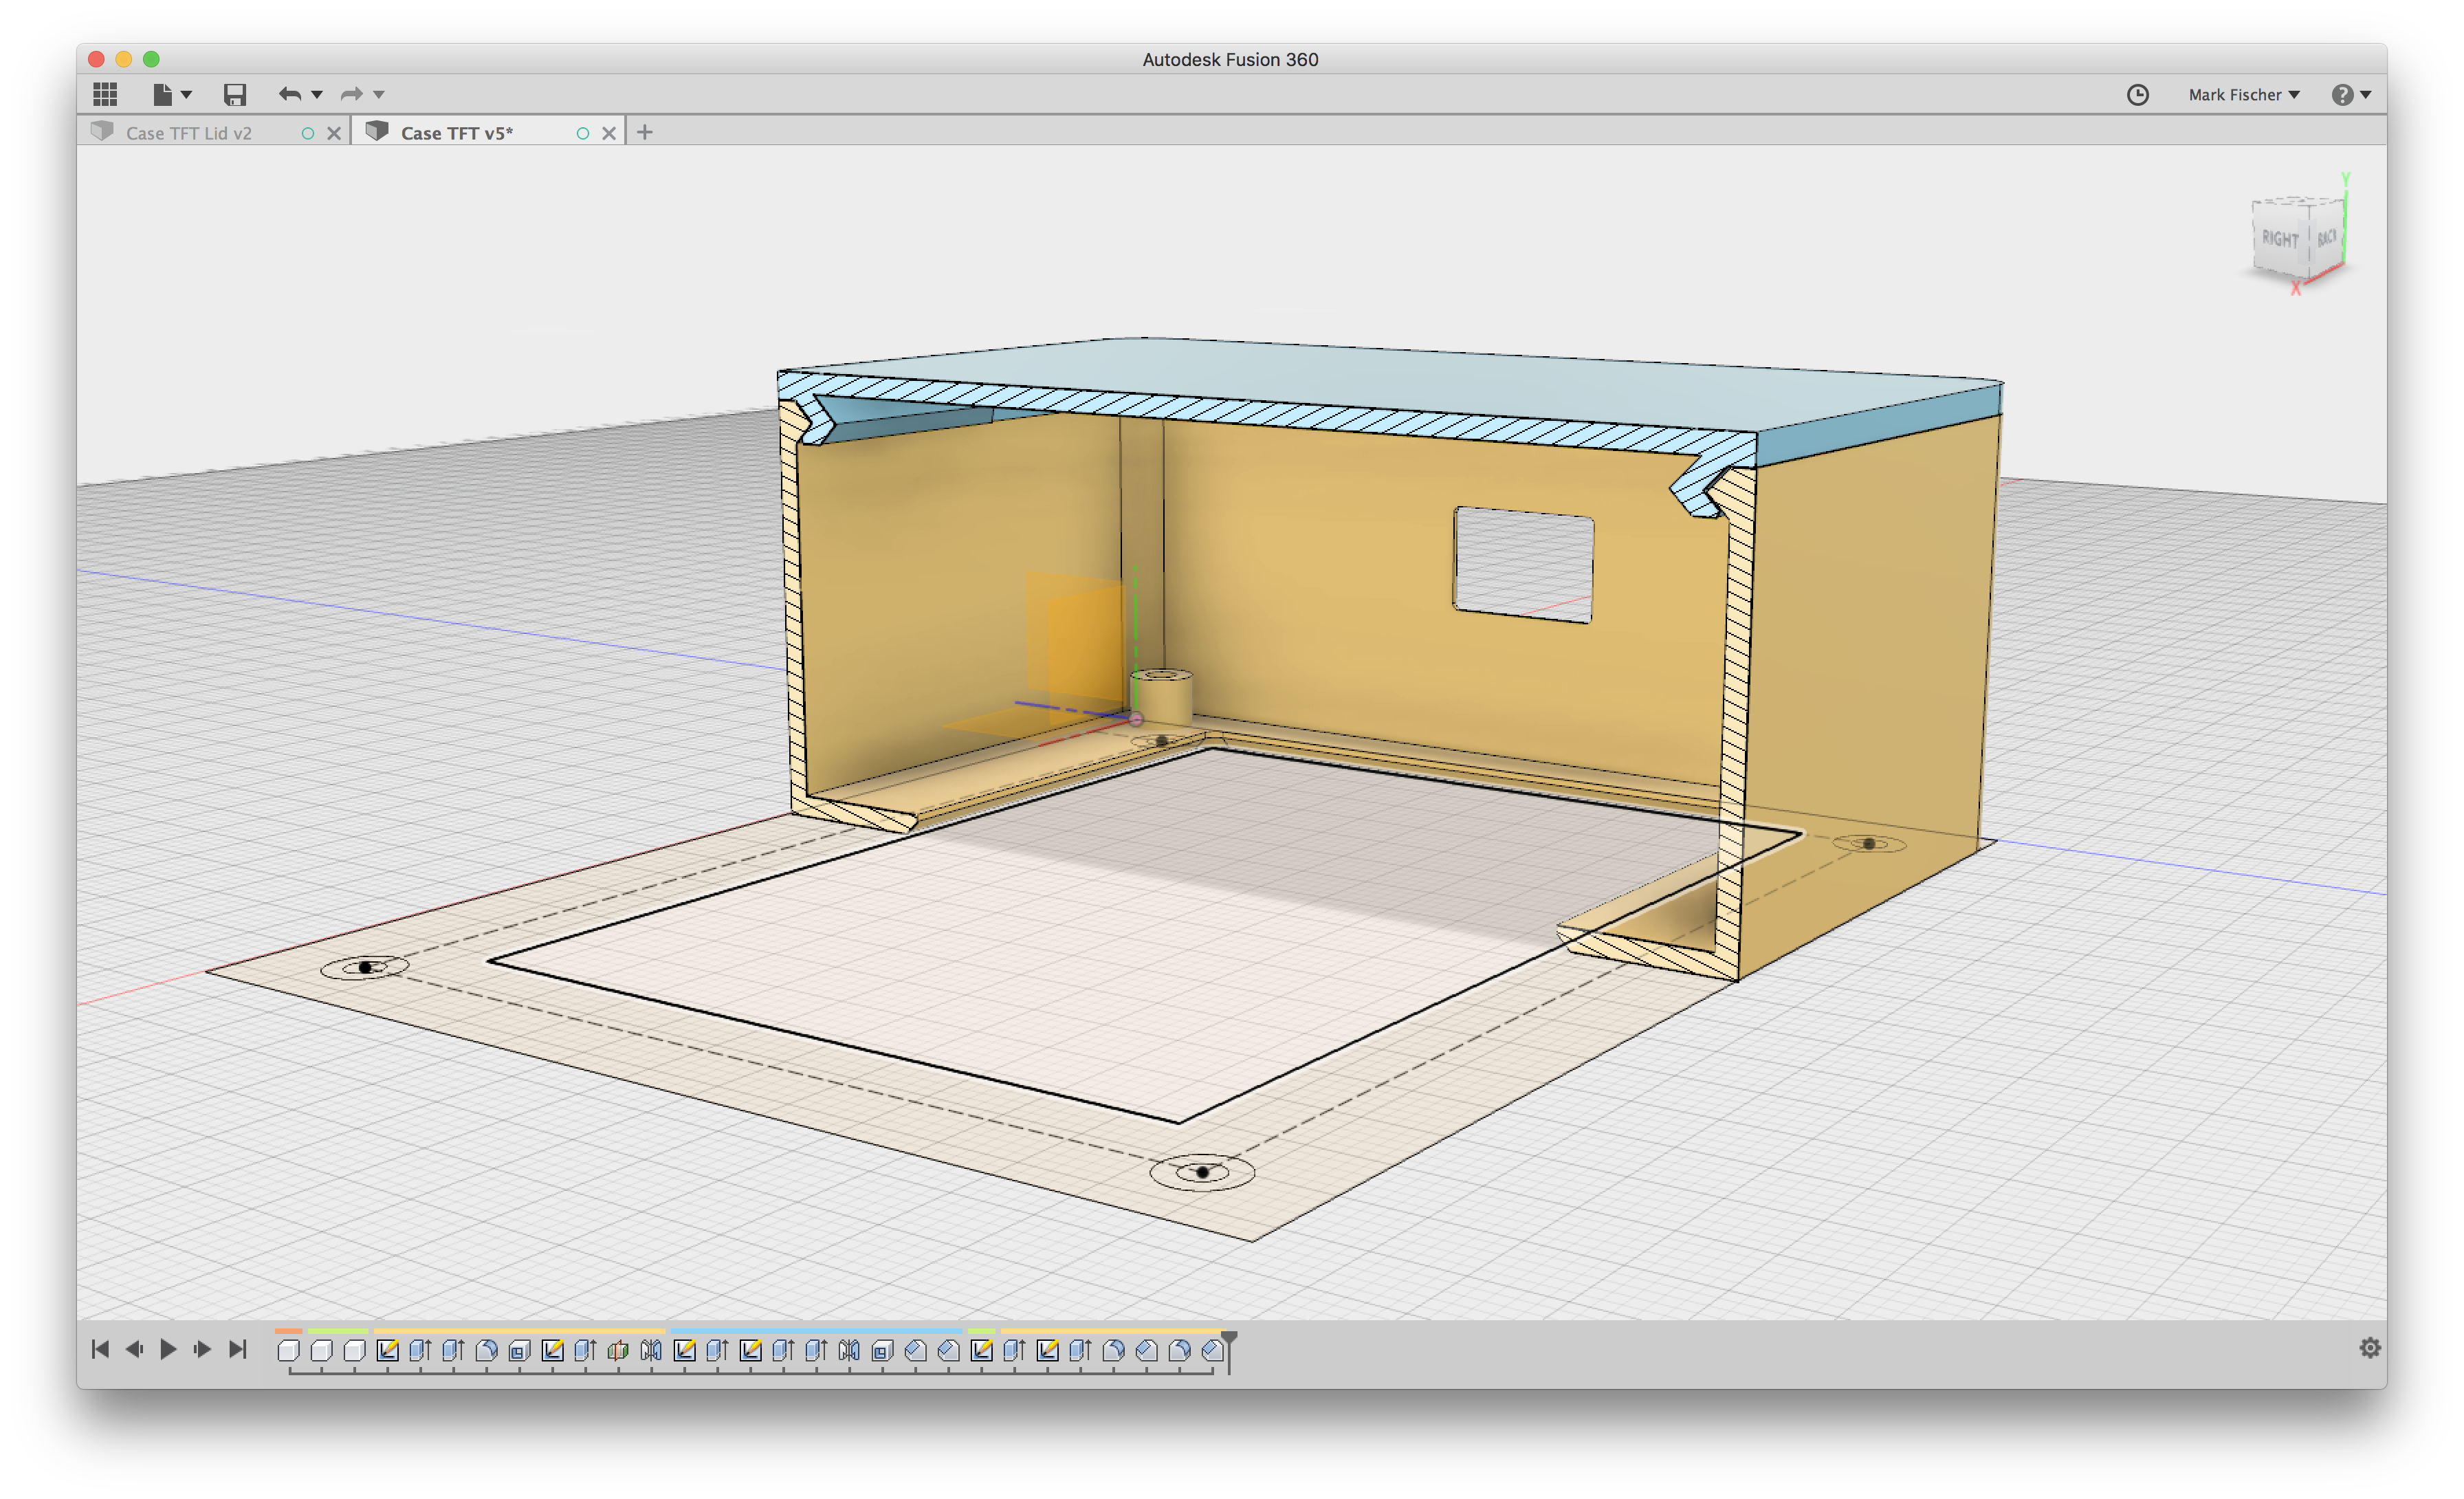 Autodesk Fusion 360
Mark Fischer
?
Case TFT Lid v2
Case TFT v5*
Y
RIGHT
BACK
X